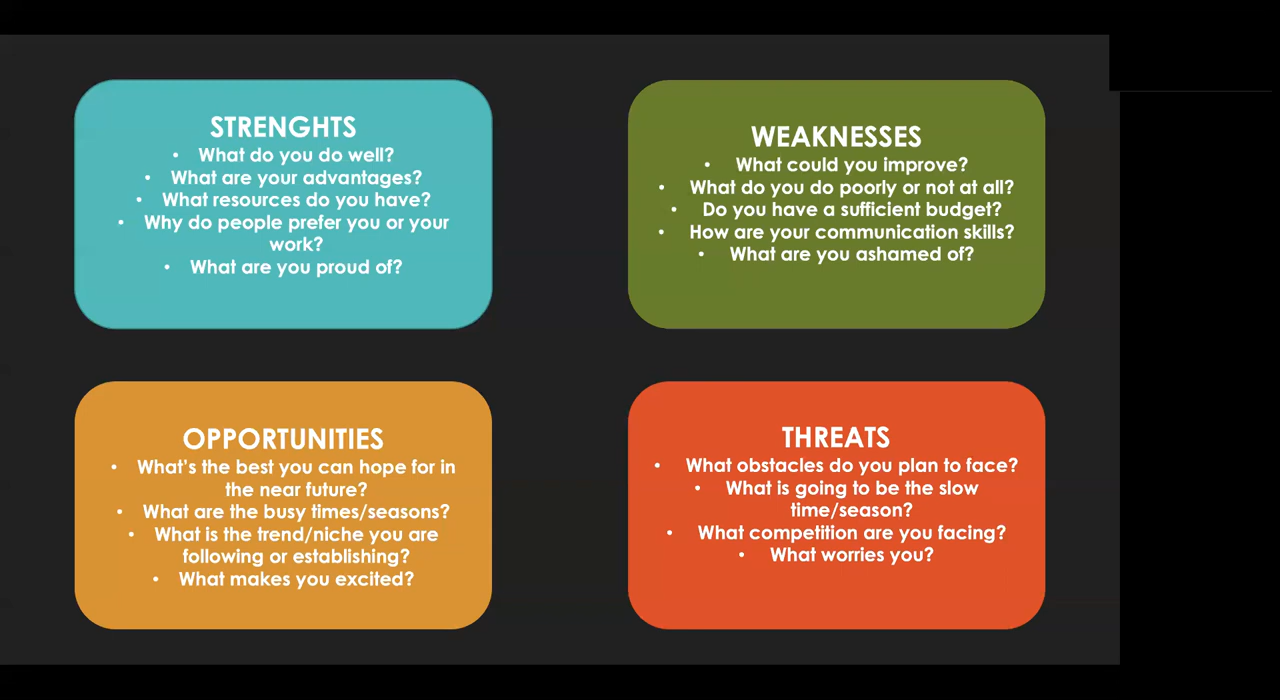 STRENGHTS
• What do you do well?
• What are your advantages?
• What resources do you have?
• Why do people prefer you or your
work?
• What are you proud of?
WEAKNESSES
• What could you improve?
• What do you do poorly or not at all?
• Do you have a sufficient budget?
• How are your communication skills?
• What are you ashamed of?
OPPORTUNITIES
• What's the best you can hope for in
the near future?
• What are the busy times/seasons?
• What is the trend/niche you are
following or establishing?
• What makes you excited?
THREATS
• What obstacles do you plan to face?
• What is going to be the slow
time/season?
• What competition are you facing?
• What worries you?